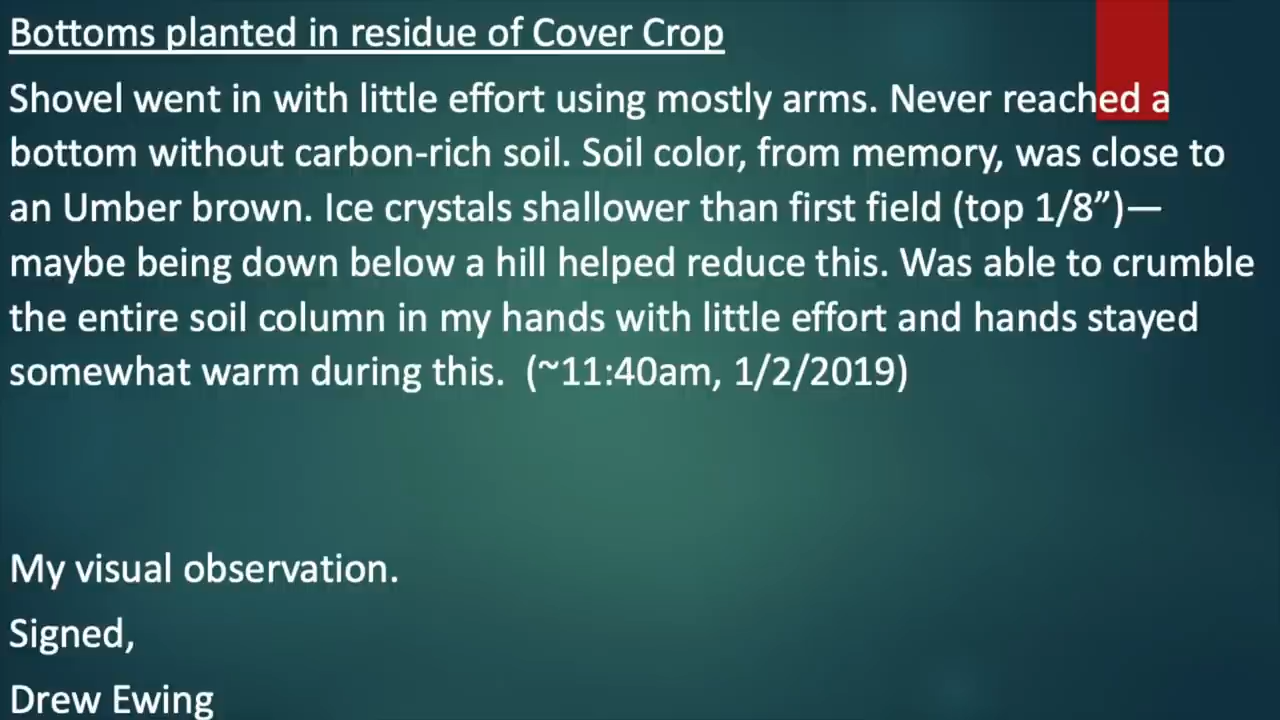 Bottoms planted in residue of Cover Crop
Shovel went in with little effort using mostly arms. Never reached a
bottom without carbon-rich soil. Soil color, from memory, was close to
an Umber brown. Ice crystals shallower than first field (top 1/8”)—
maybe being down below a hill helped reduce this. Was able to crumble
the entire soil column in my hands with little effort and hands stayed
somewhat warm during this.  (~11:40am, 1/2/2019)
My visual observation.
Signed,
Drew Ewing